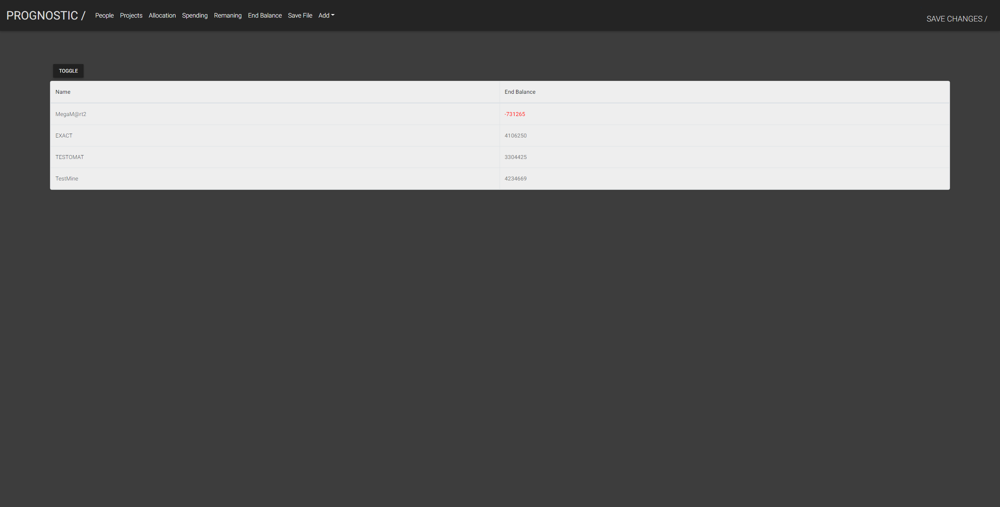 PROGNOSTIC / People Projects Allocation Spending Remaning End Balance Save File Add SAVE CHANGES /
TOGGLE
Name End Balance
MegaM@rt2 -731265
EXACT 4106250
TESTOMAT 3304425
TestMine 4234669